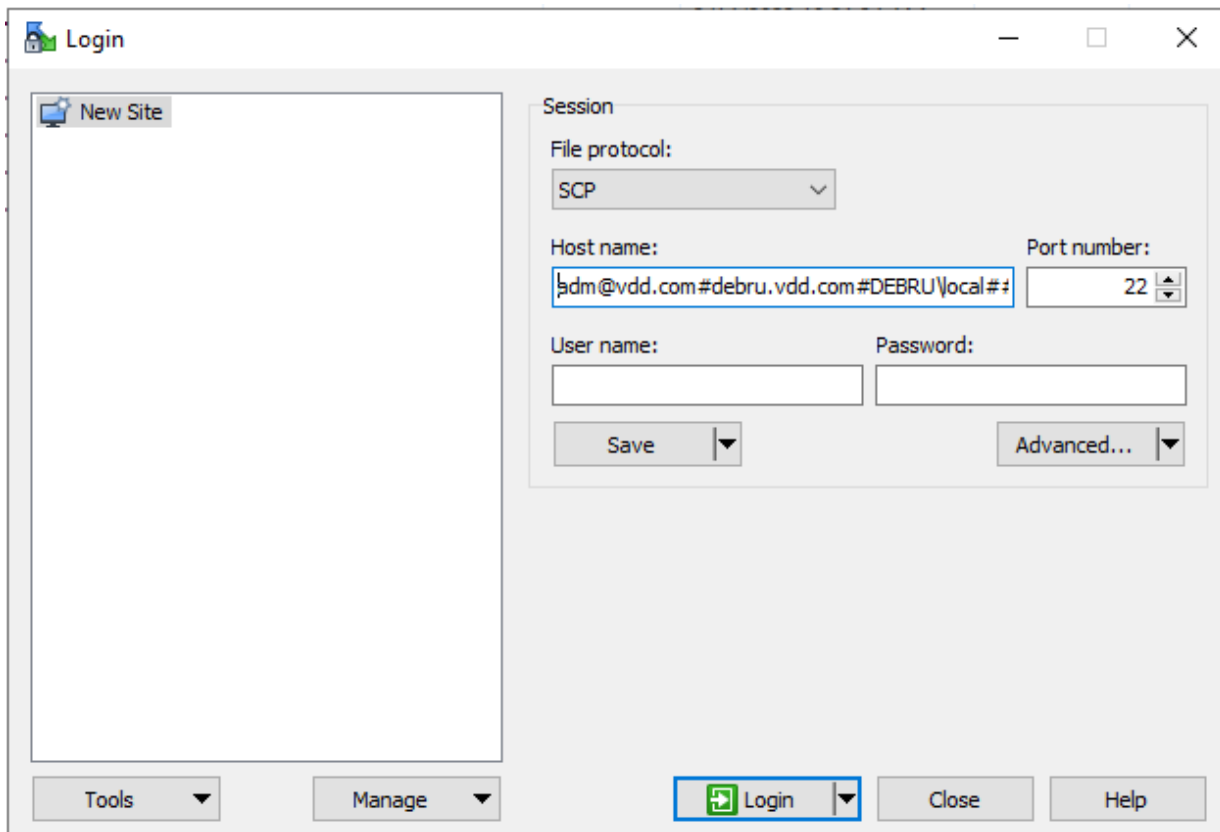 Login
New Site
Session
File protocol:
SCP
Host name:
Port number:
adm@vdd.com#debru.vdd.com#DEBRU\local##
22
User name:
Password:
Save
Advanced...
Tools
Manage
Login
Close
Help